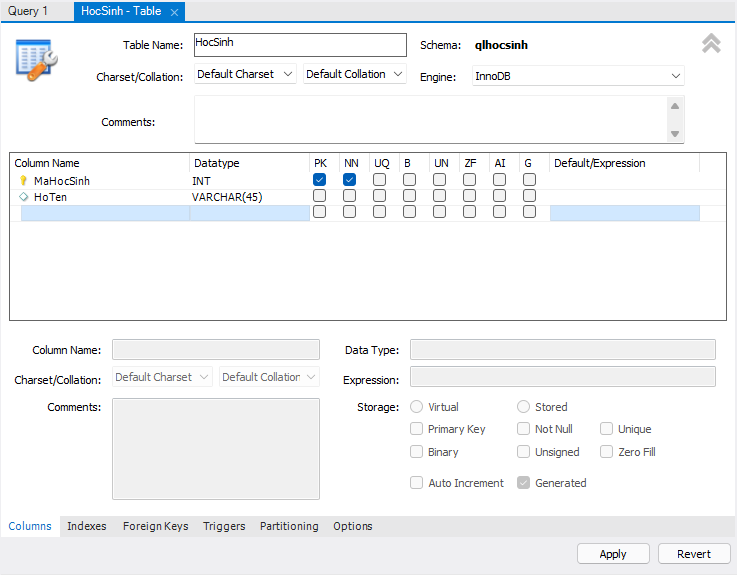 Query 1 HocSinh - Table
Table Name: HocSinh Schema: qlhocsinh
Charset/Collation: Default Charset Default Collation Engine: InnoDB
Comments:
Column Name Datatype PK NN UQ B UN ZF AI G Default/Expression
MaHocSinh INT
HoTen VARCHAR(45)
Column Name: Data Type:
Charset/Collation: Default Charset Default Collation Expression:
Comments: Storage: Virtual Stored
Primary Key Not Null Unique
Binary Unsigned Zero Fill
Auto Increment Generated
Columns Indexes Foreign Keys Triggers Partitioning Options
Apply Revert